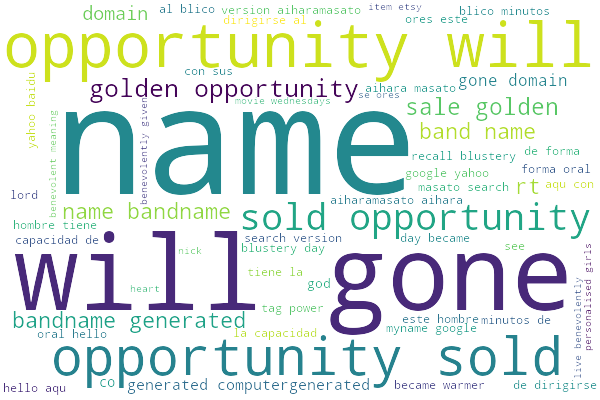 item etsy
al blico
version aiharamasato
blico minutos
domain
dirigirse al
ores este
opportunity will
con sus
aihara masato
gone domain
yahoo baidu
golden opportunity
se ores
movie wednesdays
sale golden
benevolently given
name
band name
benevolent meaning
recall blustery
de forma
google yahoo
forma oral
masato search
rt
aqu con
lord
aiharamasato aihara
name bandname
sold opportunity
hombre tiene
capacidad de
search version
day became
nick
blustery day
see
will gone
personalised girls
tiene la
god
live benevolently
heart
tag power
este hombre
minutos de
bandname generated
oral hello
la capacidad
myname google
opportunity sold
hello aqu
co
generated computergenerated
became warmer
de dirigirse